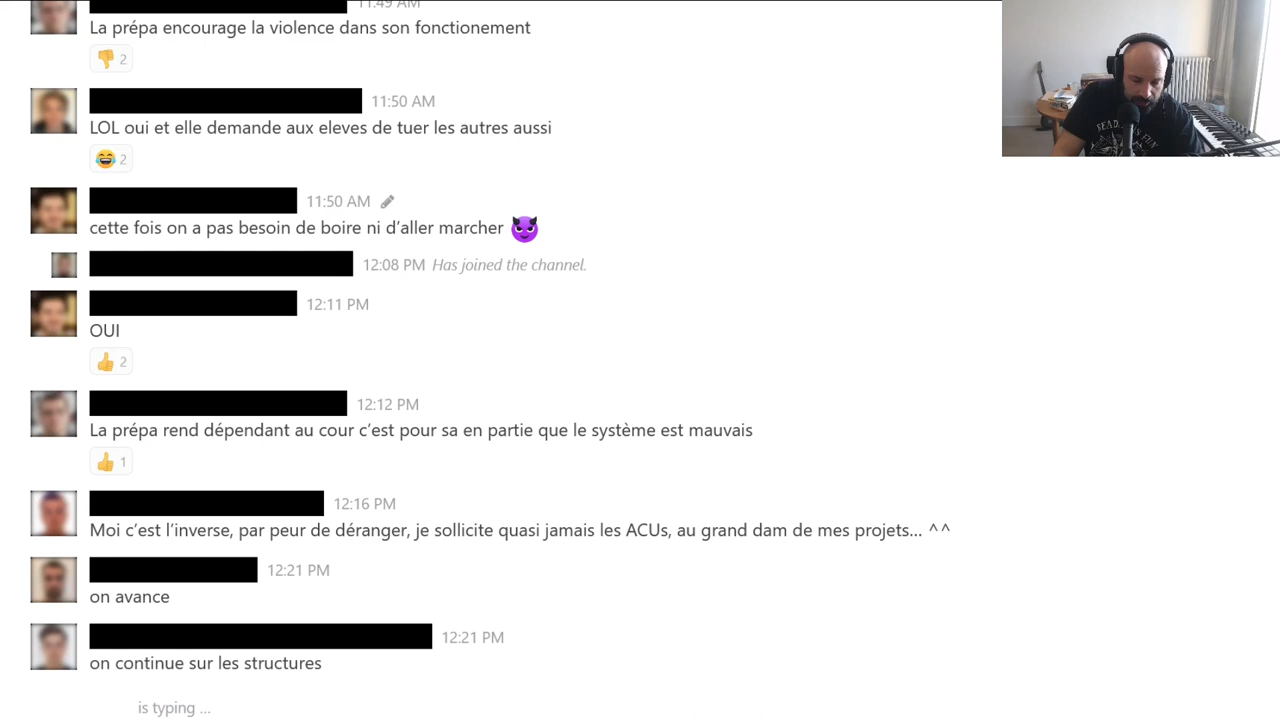 11:49 AM
La prépa encourage la violence dans son fonctionement
2
11:50 AM
LOL oui et elle demande aux eleves de tuer les autres aussi
2
11:50 AM
cette fois on a pas besoin de boire ni d'aller marcher
12:08 PM Has joined the channel.
12:11 PM
OUI
2
12:12 PM
La prépa rend dépendant au cour c'est pour sa en partie que le système est mauvais
1
12:16 PM
Moi c'est l'inverse, par peur de déranger, je sollicite quasi jamais les ACUs, au grand dam de mes projets... ^^
12:21 PM
on avance
12:21 PM
on continue sur les structures
is typing ...